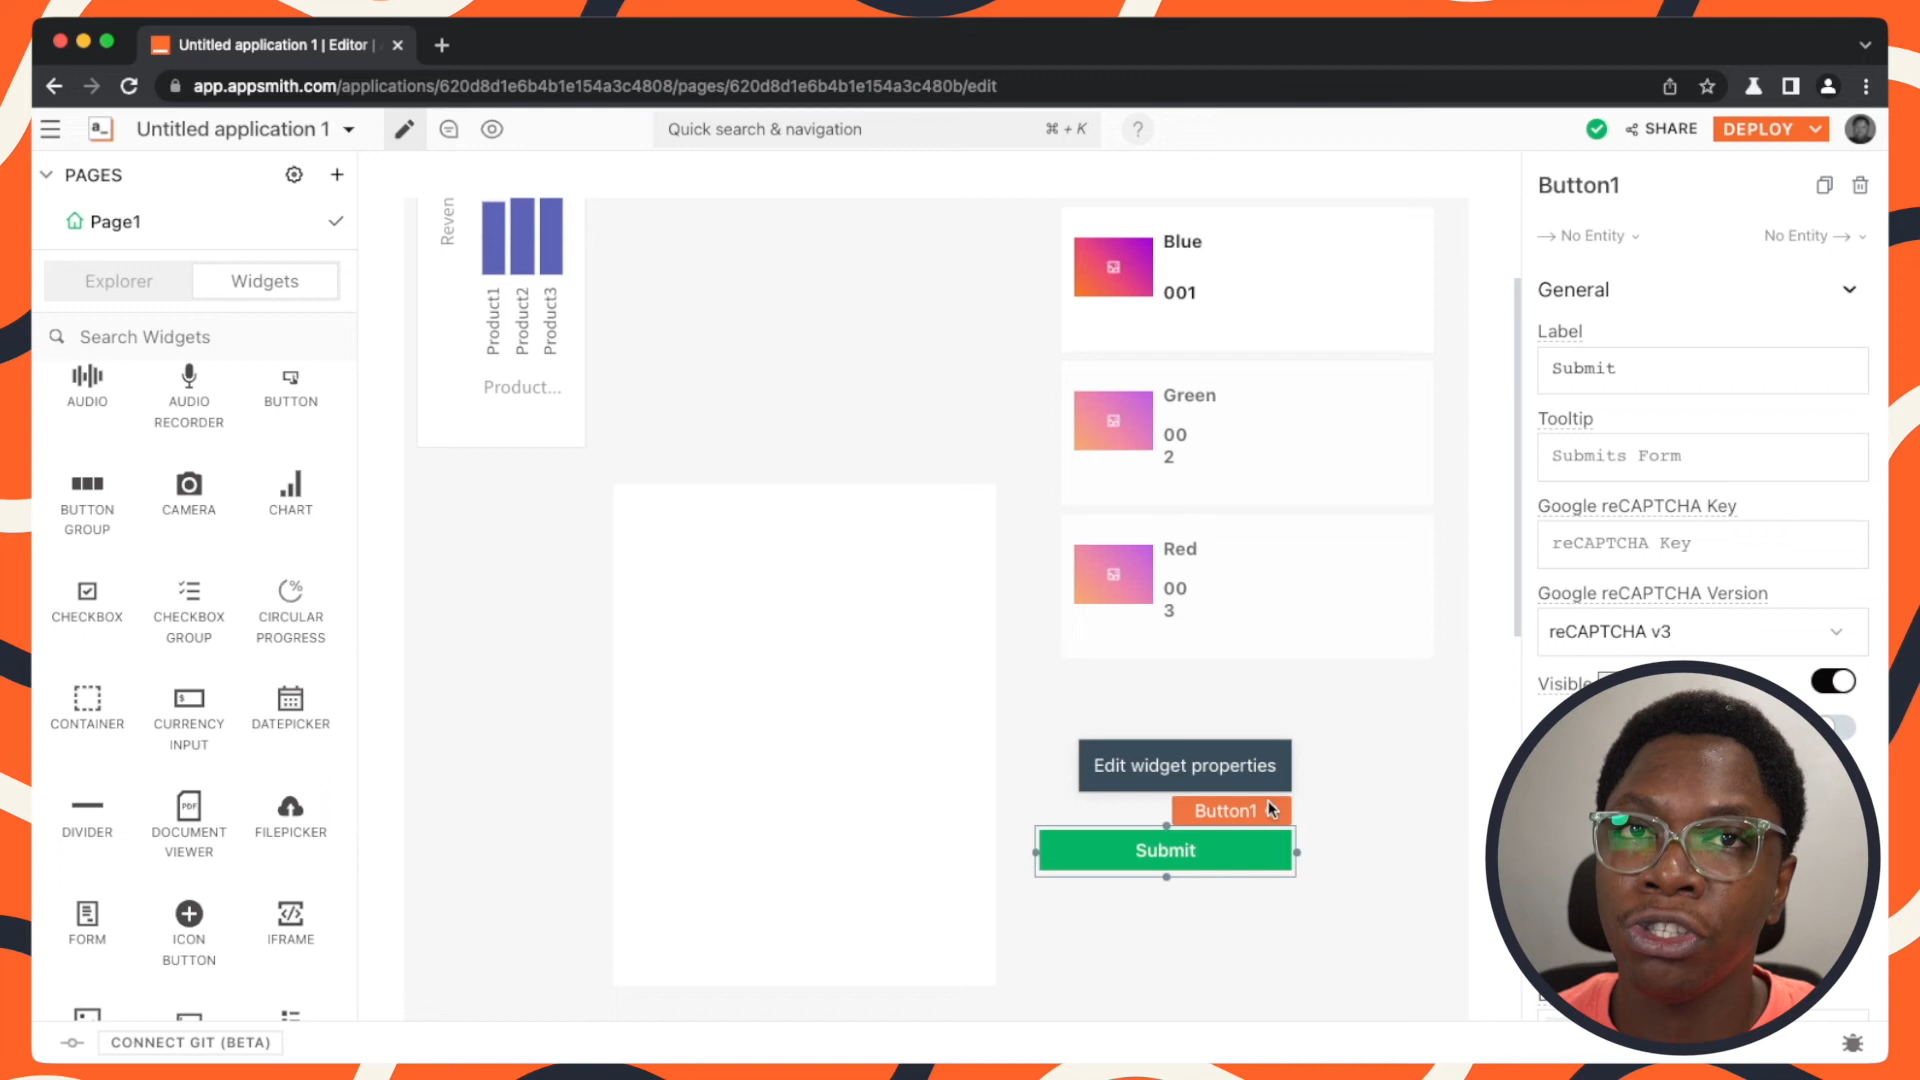 Untitled application 1 | Editor |
app.appsmith.com/applications/620d8d1e6b4b1e154a3c4808/pages/620d8d1e6b4b1e154a3c480b/edit
a_
Untitled application 1
Quick search & navigation
⌘ + K
?
SHARE
DEPLOY
PAGES
Page1
Explorer
Widgets
Search Widgets
AUDIO
AUDIO
RECORDER
BUTTON
BUTTON
GROUP
CAMERA
CHART
CHECKBOX
CHECKBOX
GROUP
CIRCULAR
PROGRESS
CONTAINER
CURRENCY
INPUT
DATEPICKER
DIVIDER
PDF
DOCUMENT
VIEWER
FILEPICKER
FORM
ICON
BUTTON
IFRAME
CONNECT GIT (BETA)
Reven
Product1
Product2
Product3
Product...
Blue
001
Green
00
2
Red
00
3
Edit widget properties
Button1
Submit
Button1
No Entity
No Entity
General
Label
Submit
Tooltip
Submits Form
Google reCAPTCHA Key
reCAPTCHA Key
Google reCAPTCHA Version
reCAPTCHA v3
Visible